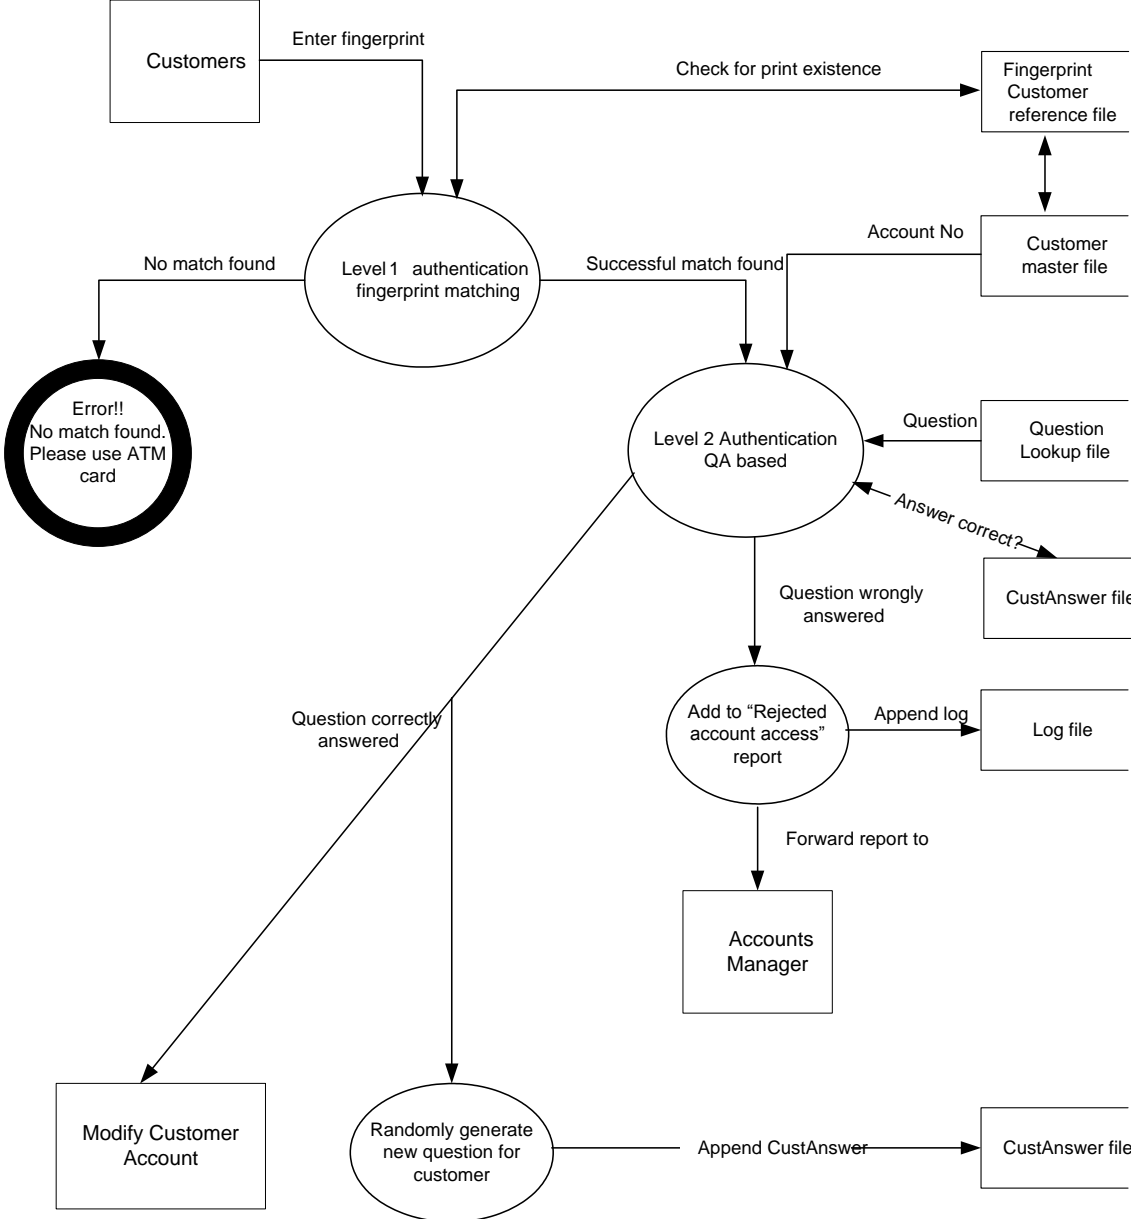 Customers
Enter fingerprint
Check for print existence
Fingerprint
Customer
reference file
Account No
Customer
master file
No match found
Level 1 authentication
fingerprint matching
Successful match found
Error!!
No match found.
Please use ATM
card
Level 2 Authentication
QA based
Question
Question
Lookup file
Answer correct?
CustAnswer file
Question wrongly
answered
Question correctly
answered
Add to “Rejected
account access”
report
Append log
Log file
Forward report to
Accounts
Manager
Modify Customer
Account
Randomly generate
new question for
customer
Append CustAnswer
CustAnswer file